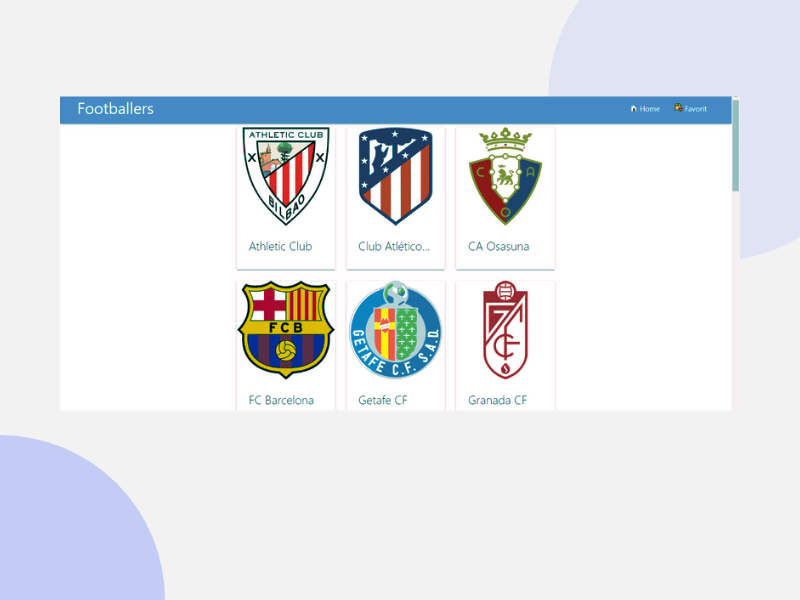 Footballers
Home
Favorit
ATHLETIC CLUB
BILBAO
C A
O
Athletic Club
Club Atlético...
CA Osasuna
FCB
GETAFE C.F. S.A.D.
FC Barcelona
Getafe CF
Granada CF